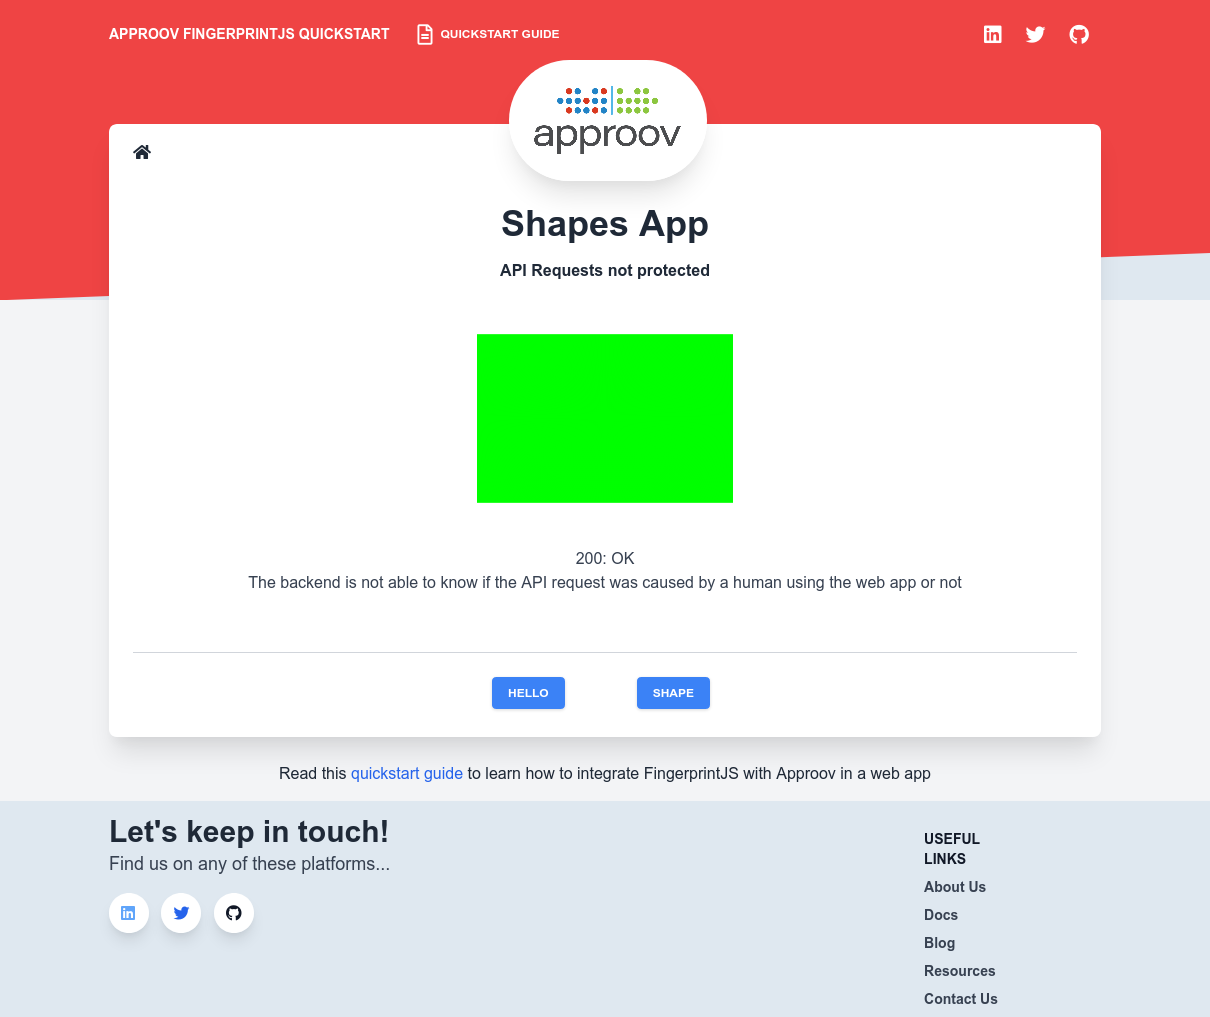 APPROOV FINGERPRINTJS QUICKSTART
QUICKSTART GUIDE
approov
Shapes App
API Requests not protected
200: OK
The backend is not able to know if the API request was caused by a human using the web app or not
HELLO
SHAPE
Read this quickstart guide to learn how to integrate FingerprintJS with Approov in a web app
Let's keep in touch!
Find us on any of these platforms...
USEFUL
LINKS
About Us
Docs
Blog
Resources
Contact Us